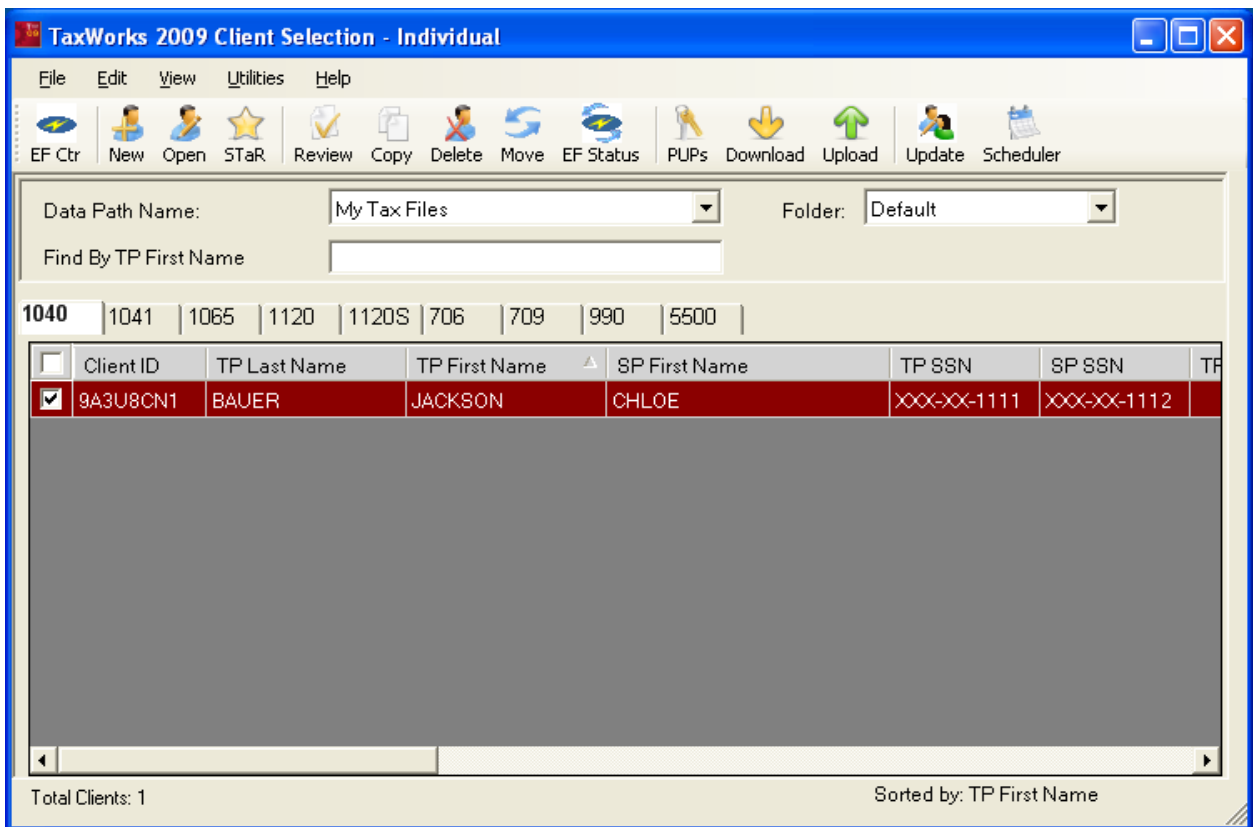 TaxWorks 2009 Client Selection - Individual
File Edit View Utilities Help
EF Ctr New Open STaR Review Copy Delete Move EF Status PUPs Download Upload Update Scheduler
Data Path Name: My Tax Files Folder: Default
Find By TP First Name
1040 1041 1065 1120 1120S 706 709 990 5500
Client ID TP Last Name TP First Name SP First Name TP SSN SP SSN TP
9A3U8CN1 BAUER JACKSON CHLOE XXX-XX-1111 XXX-XX-1112
Total Clients: 1 Sorted by: TP First Name